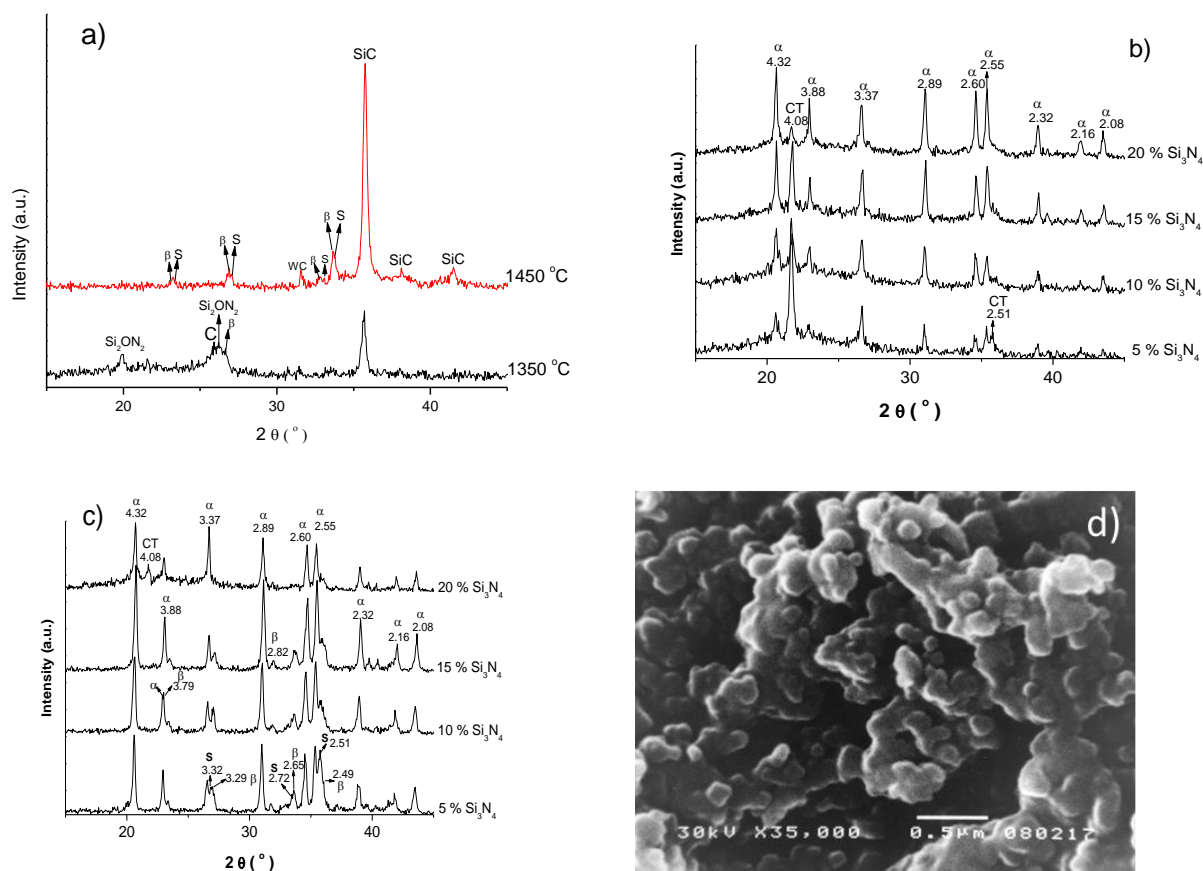 a)
SiC
Intensity (a.u.)
β S
β S
WC
β S
β S
SiC
SiC
1450 °C
Si₂ON₂
Si₂ON₂
C
β
1350 °C
20 30 40
2 θ (°)
b)
α
4.32
CT
4.08
α
3.88
α
3.37
α
2.89
α
2.60
α
2.55
α
2.32
α
2.16
α
2.08
20 % Si₃N₄
15 % Si₃N₄
10 % Si₃N₄
CT
2.51
5 % Si₃N₄
Intensity (a.u.)
20 30 40
2 θ (°)
c)
α
4.32
CT
4.08
α
3.37
α
2.89
α
2.60
α
2.55
20 % Si₃N₄
α
3.88
β
2.82
α
2.32
α
2.16
α
2.08
15 % Si₃N₄
α
β
3.79
10 % Si₃N₄
S
3.32
3.29 β
S
2.72
β
2.65
S
2.51
2.49
β
5 % Si₃N₄
Intensity (a.u.)
20 30 40
2 θ (°)
d)
30kV X35,000 0.5µm 080217